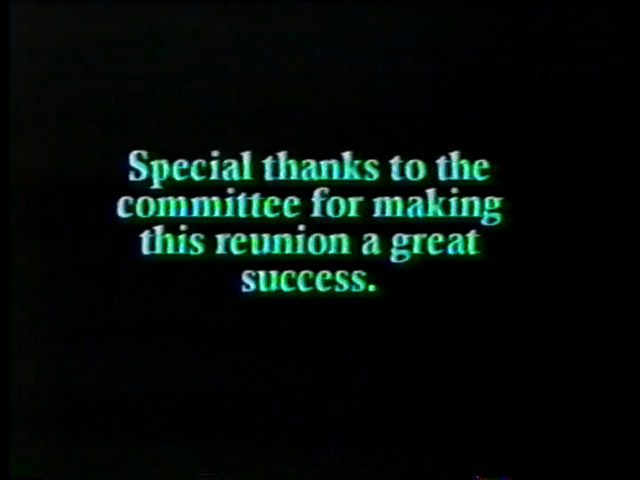 Special thanks to the
committee for making
this reunion a great
success.